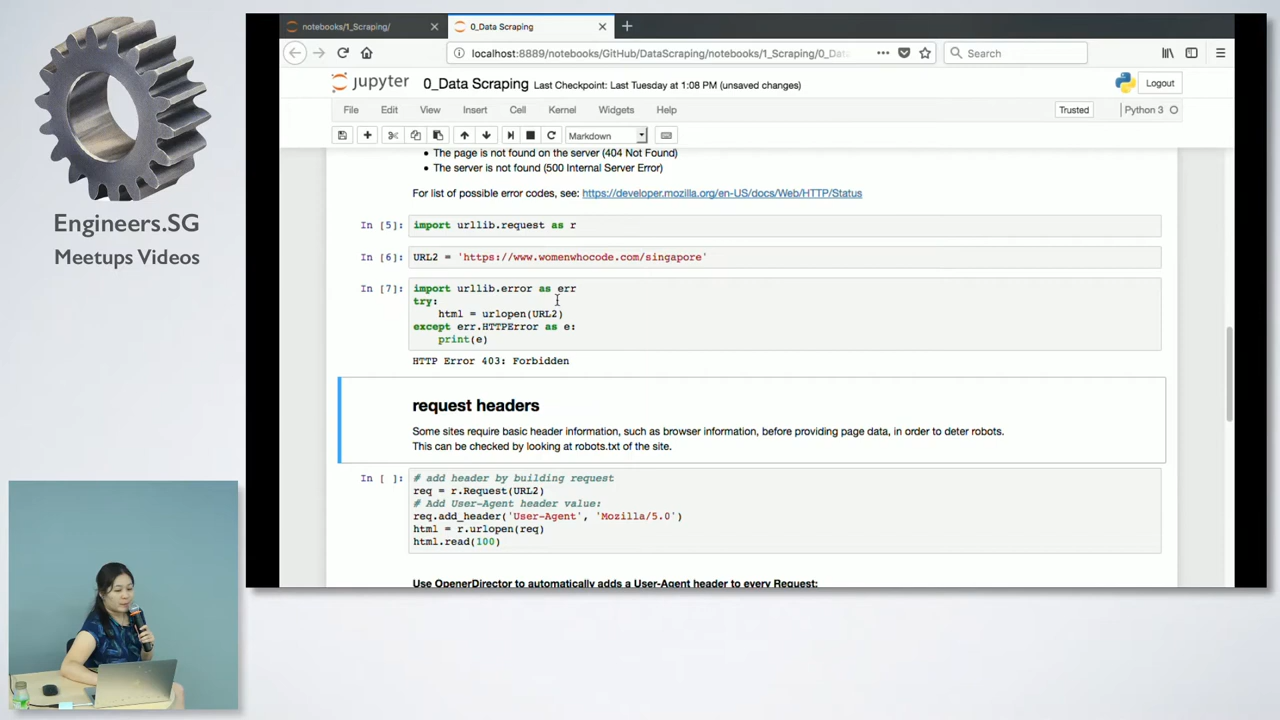 notebooks/1_Scraping/
0_Data Scraping
localhost:8889/notebooks/GitHub/DataScraping/notebooks/1_Scraping/0_Data
Search
jupyter
0_Data Scraping
Last Checkpoint: Last Tuesday at 1:08 PM (unsaved changes)
Logout
File Edit View Insert Cell Kernel Widgets Help
Trusted
Python 3
Markdown
• The page is not found on the server (404 Not Found)
• The server is not found (500 Internal Server Error)
For list of possible error codes, see: https://developer.mozilla.org/en-US/docs/Web/HTTP/Status
In [5]: import urllib.request as r
In [6]: URL2 = 'https://www.womenwhocode.com/singapore'
In [7]: import urllib.error as err
try:
html = urlopen(URL2)
except err.HTTPError as e:
print(e)
HTTP Error 403: Forbidden
request headers
Some sites require basic header information, such as browser information, before providing page data, in order to deter robots.
This can be checked by looking at robots.txt of the site.
In [ ]: # add header by building request
req = r.Request(URL2)
# Add User-Agent header value:
req.add_header('User-Agent', 'Mozilla/5.0')
html = r.urlopen(req)
html.read(100)
Use OpenerDirector to automatically adds a User-Agent header to every Request:
Engineers.SG
Meetups Videos